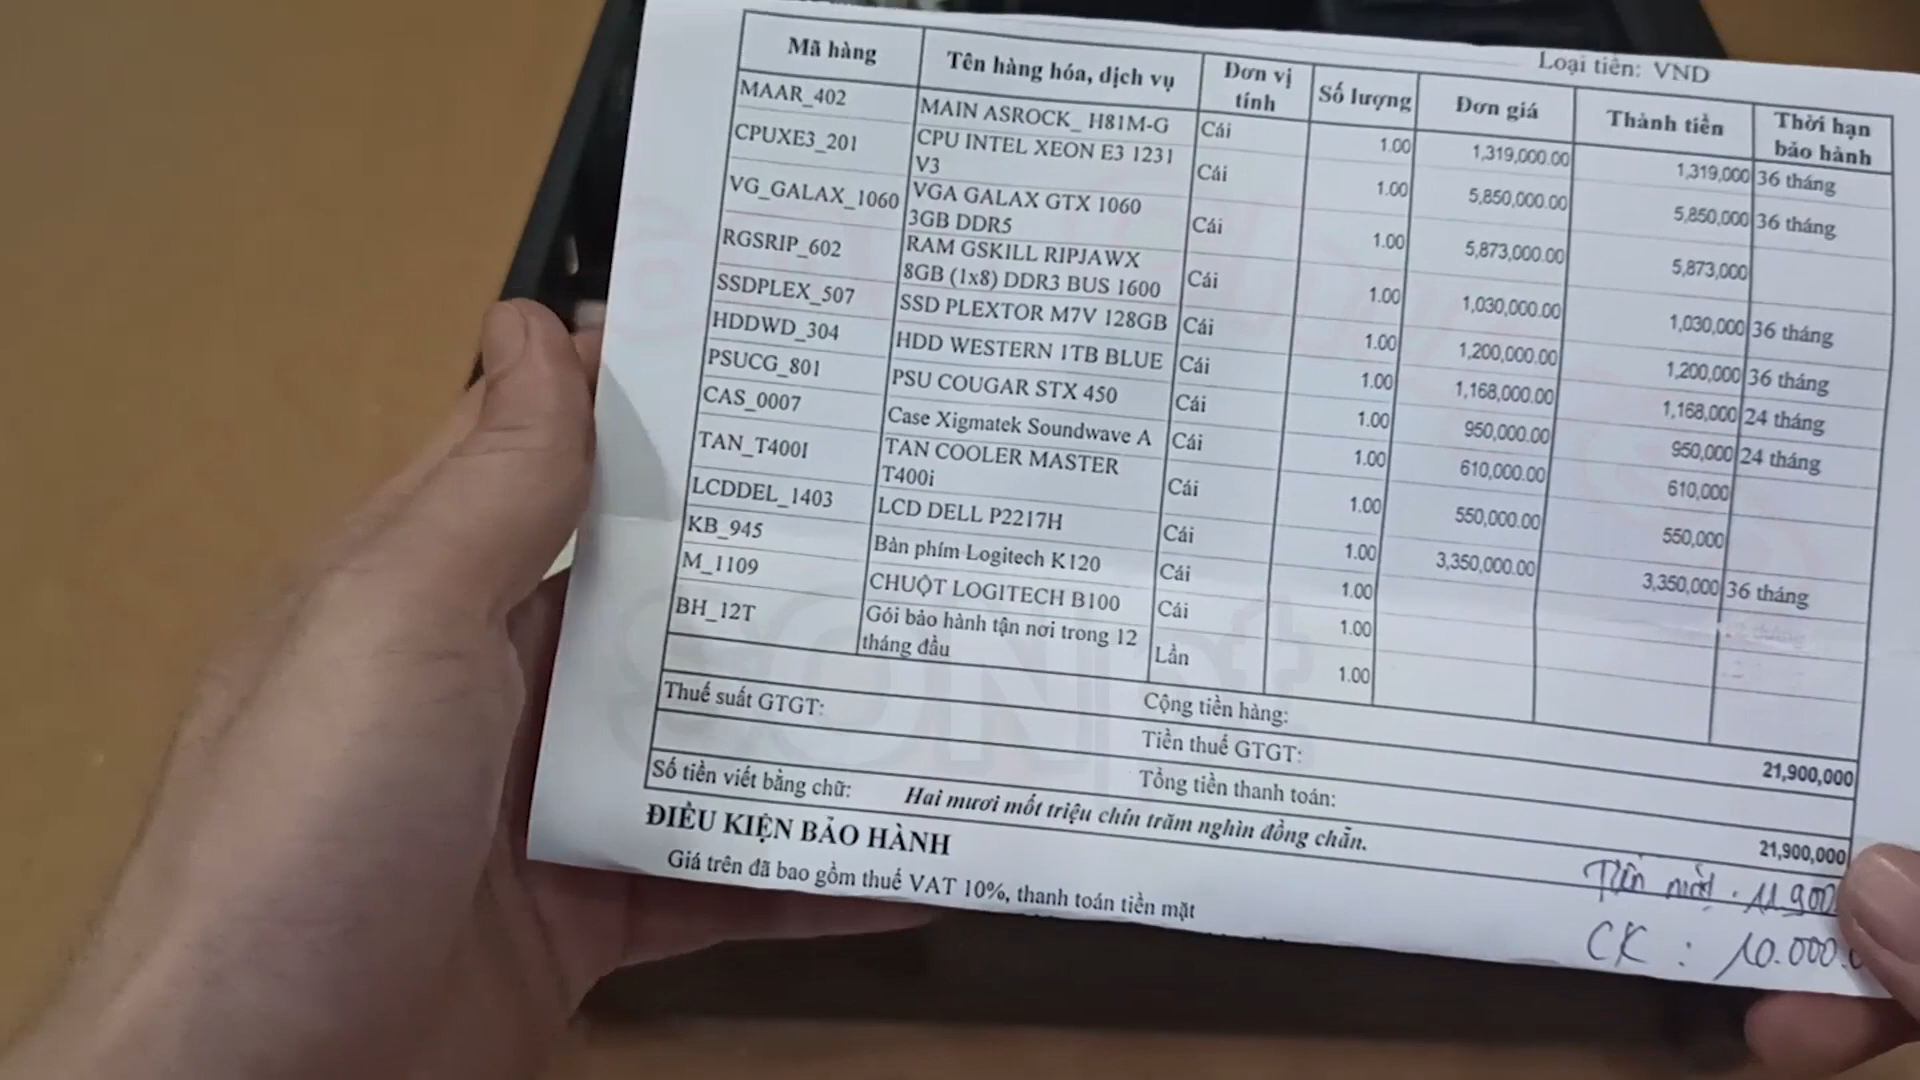 Loại tiền: VND
Mã hàng Tên hàng hóa, dịch vụ Đơn vị tính Số lượng Đơn giá Thành tiền Thời hạn bảo hành
MAAR_402 MAIN ASROCK_ H81M-G Cái 1.00 1,319,000.00 1,319,000 36 tháng
CPUXE3_201 CPU INTEL XEON E3 1231 V3 Cái 1.00 5,850,000.00 5,850,000 36 tháng
VG_GALAX_1060 VGA GALAX GTX 1060 3GB DDR5 Cái 1.00 5,873,000.00 5,873,000
RGSRIP_602 RAM GSKILL RIPJAWX 8GB (1x8) DDR3 BUS 1600 Cái 1.00 1,030,000.00 1,030,000 36 tháng
SSDPLEX_507 SSD PLEXTOR M7V 128GB Cái 1.00 1,200,000.00 1,200,000 36 tháng
HDDWD_304 HDD WESTERN 1TB BLUE Cái 1.00 1,168,000.00 1,168,000 24 tháng
PSUCG_801 PSU COUGAR STX 450 Cái 1.00 950,000.00 950,000 24 tháng
CAS_0007 Case Xigmatek Soundwave A Cái 1.00 610,000.00 610,000
TAN_T400I TAN COOLER MASTER T400i Cái 1.00 550,000.00 550,000
LCDDEL_1403 LCD DELL P2217H Cái 1.00 3,350,000.00 3,350,000 36 tháng
KB_945 Bàn phím Logitech K120 Cái 1.00
M_1109 CHUỘT LOGITECH B100 Cái 1.00
BH_12T Gói bảo hành tận nơi trong 12 tháng đầu Lần 1.00
Cộng tiền hàng: 21,900,000
Thuế suất GTGT: Tiền thuế GTGT:
Tổng tiền thanh toán: 21,900,000
Số tiền viết bằng chữ: Hai mươi mốt triệu chín trăm nghìn đồng chẵn.
ĐIỀU KIỆN BẢO HÀNH
Giá trên đã bao gồm thuế VAT 10%, thanh toán tiền mặt
Tiền mặt : 11.900
CK : 10.000.0